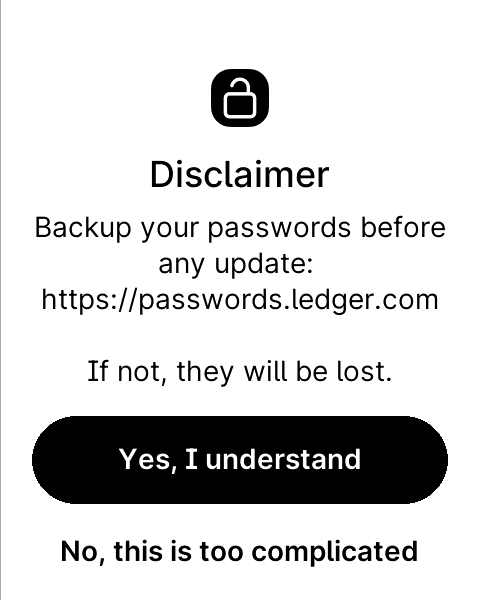 Disclaimer
Backup your passwords before
any update:
https://passwords.ledger.com
If not, they will be lost.
Yes, I understand
No, this is too complicated